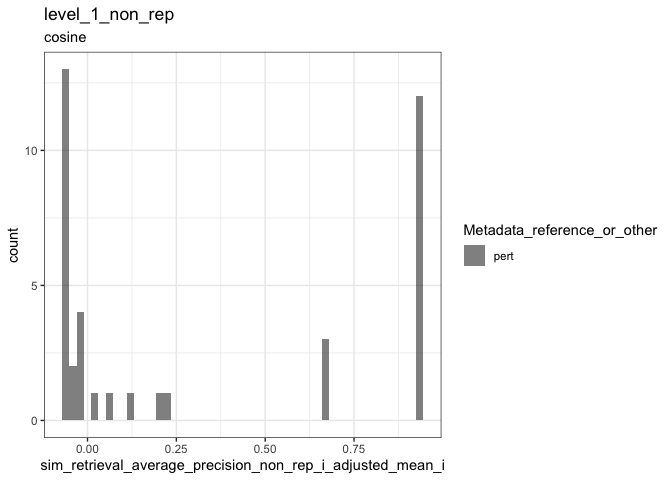 level_1_non_rep
cosine
10
5
0
count
0.00 0.25 0.50 0.75
sim_retrieval_average_precision_non_rep_i_adjusted_mean_i
Metadata_reference_or_other
pert